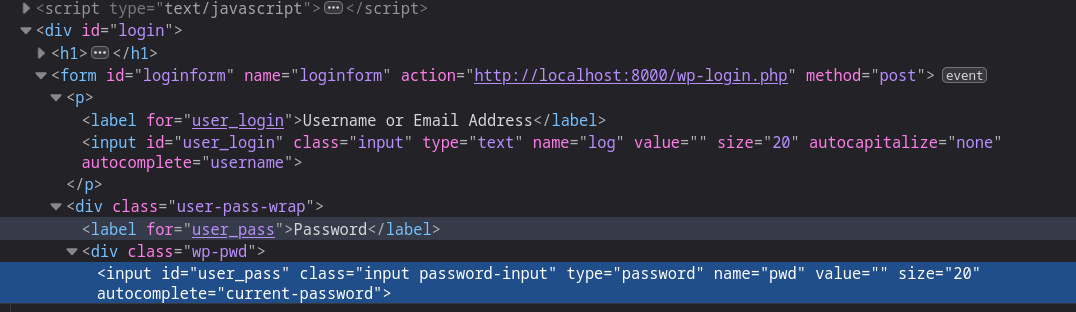 <script type="text/javascript">···</script>
<div id="login">
<h1>···</h1>
<form id="loginform" name="loginform" action="http://localhost:8000/wp-login.php" method="post"> event
<p>
<label for="user_login">Username or Email Address</label>
<input id="user_login" class="input" type="text" name="log" value="" size="20" autocapitalize="none"
autocomplete="username">
</p>
<div class="user-pass-wrap">
<label for="user_pass">Password</label>
<div class="wp-pwd">
<input id="user_pass" class="input password-input" type="password" name="pwd" value="" size="20"
autocomplete="current-password">